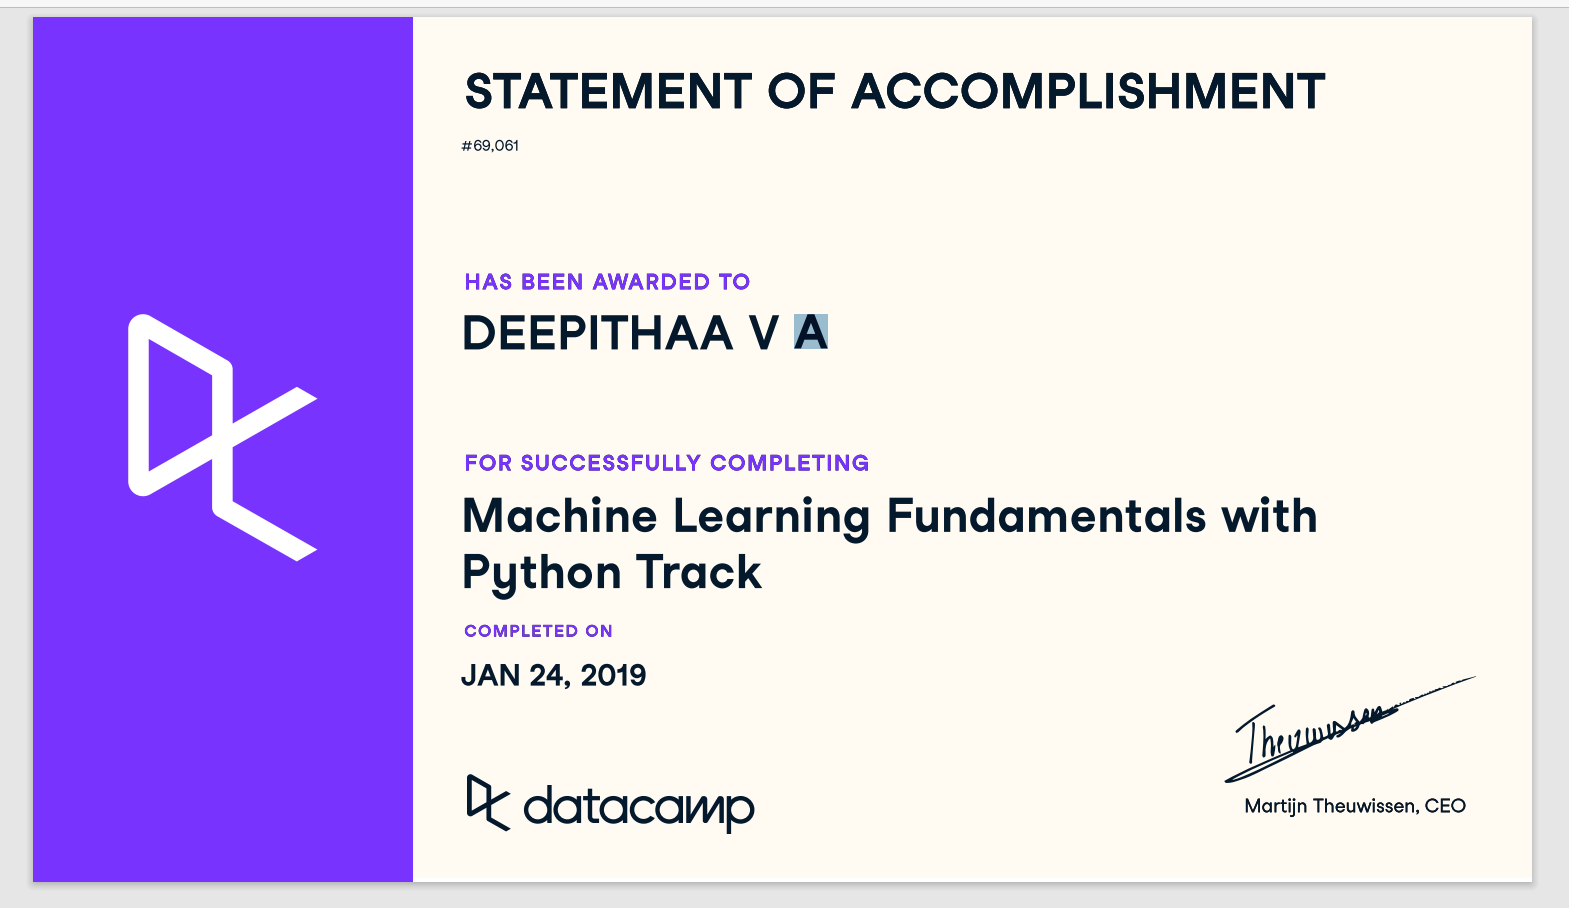 STATEMENT OF ACCOMPLISHMENT
#69,061
HAS BEEN AWARDED TO
DEEPITHAA V A
FOR SUCCESSFULLY COMPLETING
Machine Learning Fundamentals with
Python Track
COMPLETED ON
JAN 24, 2019
Theuwissen
datacamp
Martijn Theuwissen, CEO